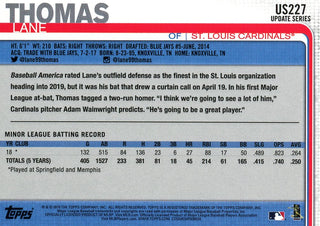 THOMAS
LANE
US227
UPDATE SERIES
OF | ST. LOUIS CARDINALS®
HT: 6'1" WT: 210 BATS: RIGHT THROWS: RIGHT DRAFTED: BLUE JAYS #5-JUNE, 2014
ACQ: TRADE WITH BLUE JAYS, 7-2-17 BORN: 8-23-95, KNOXVILLE, TN HOME: KNOXVILLE, TN
@lane99thomas @lane99thomas
Baseball America rated Lane's outfield defense as the finest in the St. Louis organization
heading into 2019, but it was his bat that drew a curtain call on April 19. In his first Major
League at-bat, Thomas tagged a two-run homer. "I think we're going to see a lot of him,"
Cardinals pitcher Adam Wainwright predicts. "He's going to be a great player."
MINOR LEAGUE BATTING RECORD
YR CLUB G AB R H 2B 3B HR RBI SB BB SO SLG OPS AVG
18 * 132 515 84 136 23 6 27 88 17 50 .489 .823 .264
TOTALS (5 YEARS) 405 1527 233 381 81 18 45 214 61 165 .415 .740 .250
*Played at Springfield and Memphis
Topps